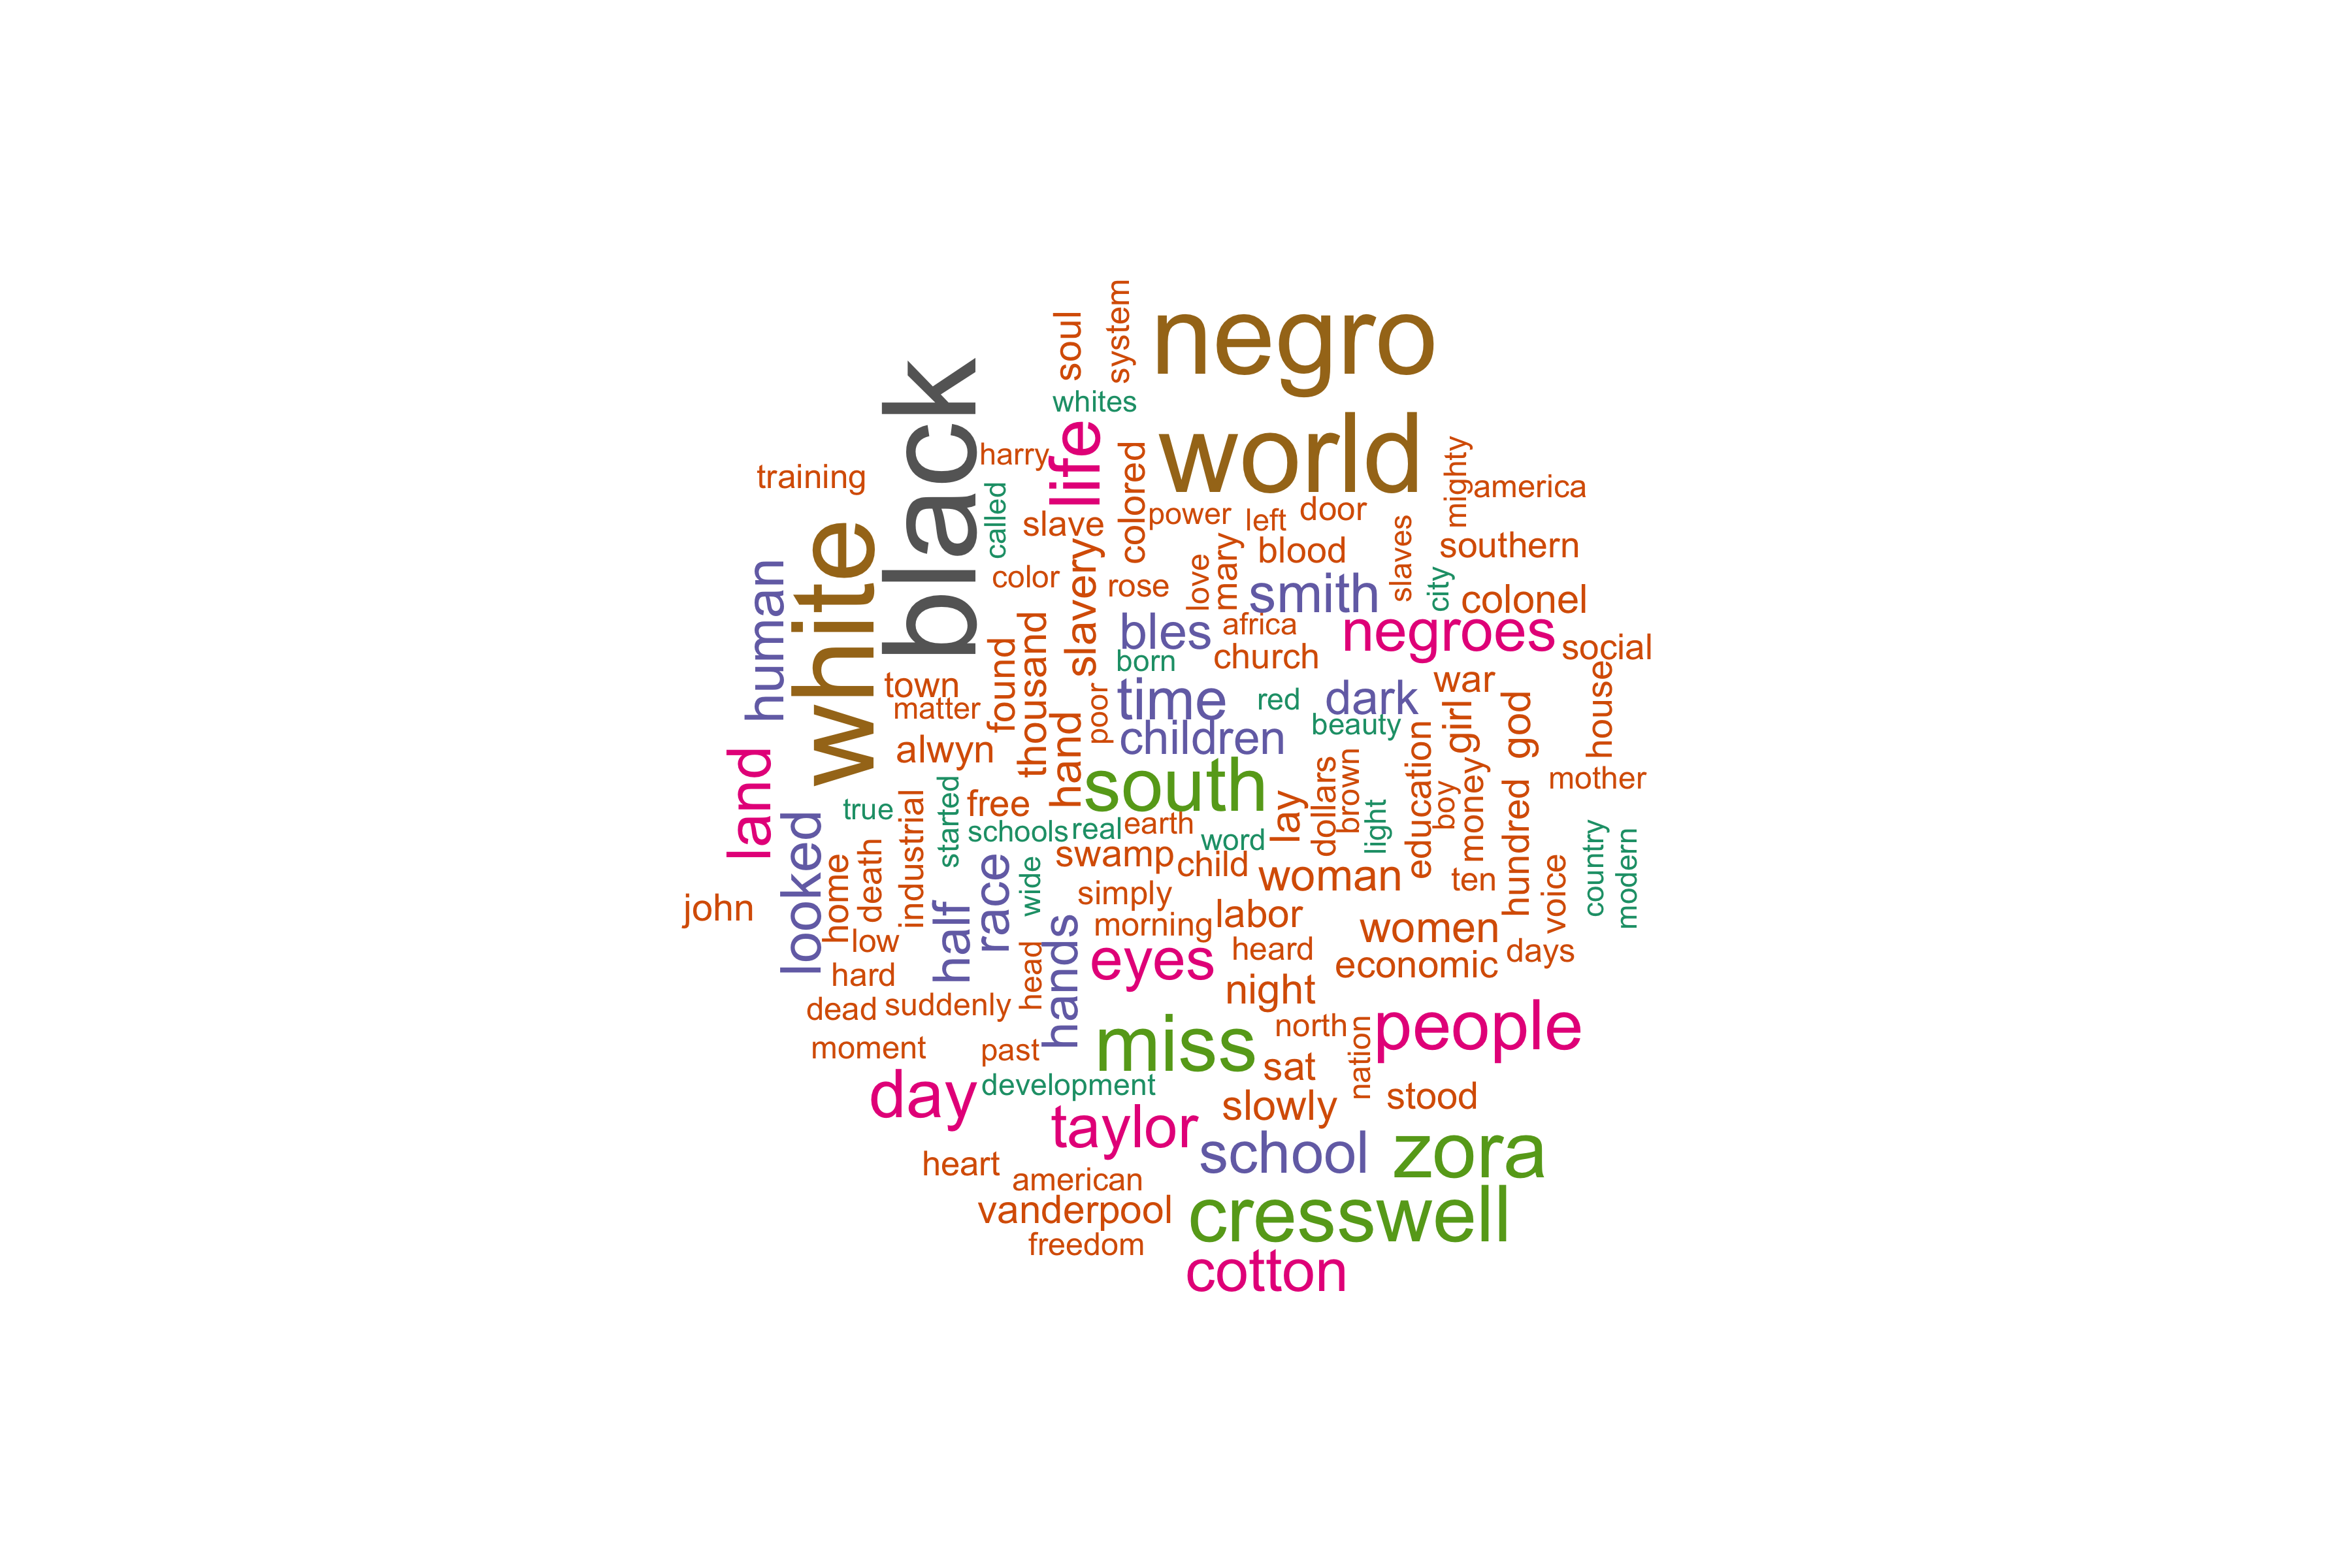 soul
system
negro
whites
black
world
life
harry
colored
mighty
training
america
called
slave
power
left
door
white
slavery
blood
slaves
southern
human
color
rose
love
mary
smith
city
colonel
bles
africa
negroes
found
thousand
born
church
social
town
matter
poor
time
red
dark
war
house
beauty
girl
god
land
alwyn
hand
children
education
mother
south
dollars
brown
boy
money
hundred
looked
true
industrial
started
free
lay
light
schools
real
earth
word
country
modern
home
death
swamp
child
woman
ten
voice
john
race
wide
simply
half
hands
morning
labor
women
low
head
eyes
heard
economic
days
hard
night
dead
suddenly
miss
north
nation
people
moment
past
sat
day
development
slowly
stood
taylor
school
zora
heart
american
vanderpool
cresswell
freedom
cotton